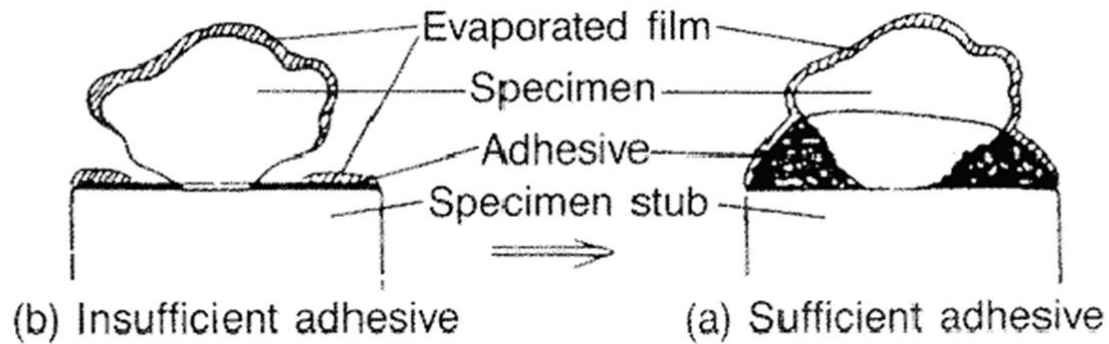 Evaporated film
Specimen
Adhesive
Specimen stub
(b) Insufficient adhesive
(a) Sufficient adhesive